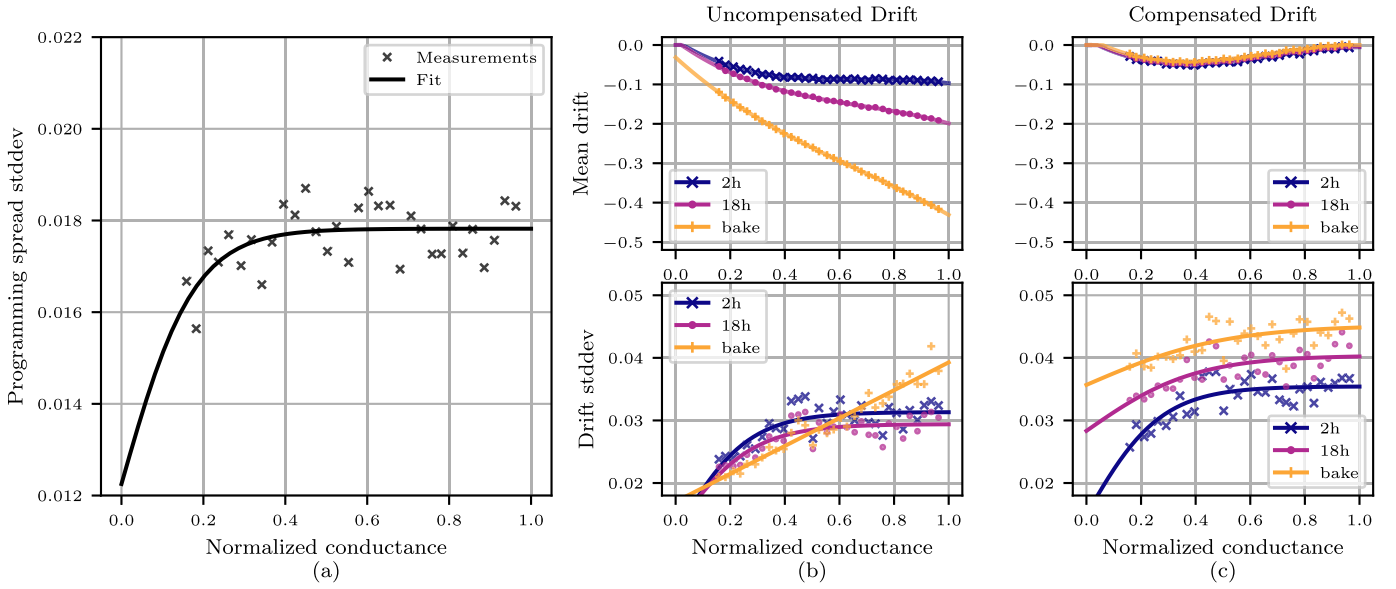 Programming spread stddev
0.022
0.020
0.018
0.016
0.014
0.012
Measurements
Fit
0.0 0.2 0.4 0.6 0.8 1.0
Normalized conductance
(a)
Uncompensated Drift
Mean drift
0.0
−0.1
−0.2
−0.3
−0.4
−0.5
2h
18h
bake
0.0 0.2 0.4 0.6 0.8 1.0
Drift stddev
0.05
0.04
0.03
0.02
2h
18h
bake
0.0 0.2 0.4 0.6 0.8 1.0
Normalized conductance
(b)
Compensated Drift
0.0
−0.1
−0.2
−0.3
−0.4
−0.5
2h
18h
bake
0.0 0.2 0.4 0.6 0.8 1.0
0.05
0.04
0.03
0.02
2h
18h
bake
0.0 0.2 0.4 0.6 0.8 1.0
Normalized conductance
(c)